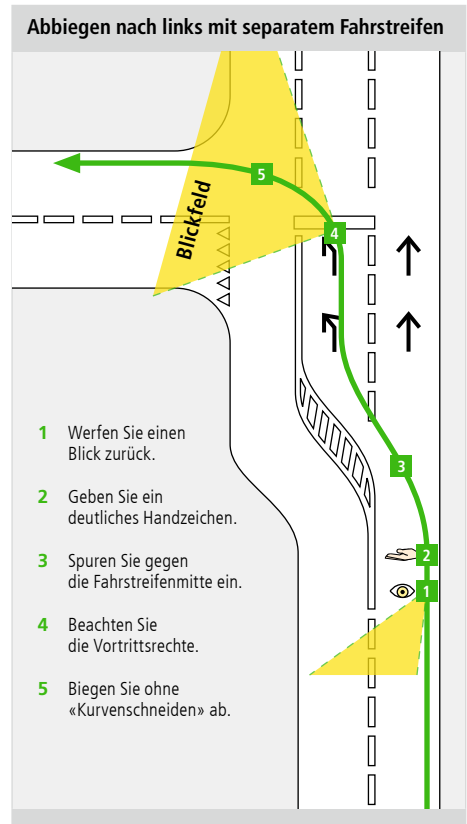 Abbiegen nach links mit separatem Fahrstreifen
5
Blickfeld
4
1 Werfen Sie einen
Blick zurück.
3
2 Geben Sie ein
deutliches Handzeichen.
2
3 Spuren Sie gegen
die Fahrstreifenmitte ein.
1
4 Beachten Sie
die Vortrittsrechte.
5 Biegen Sie ohne
«Kurvenschneiden» ab.